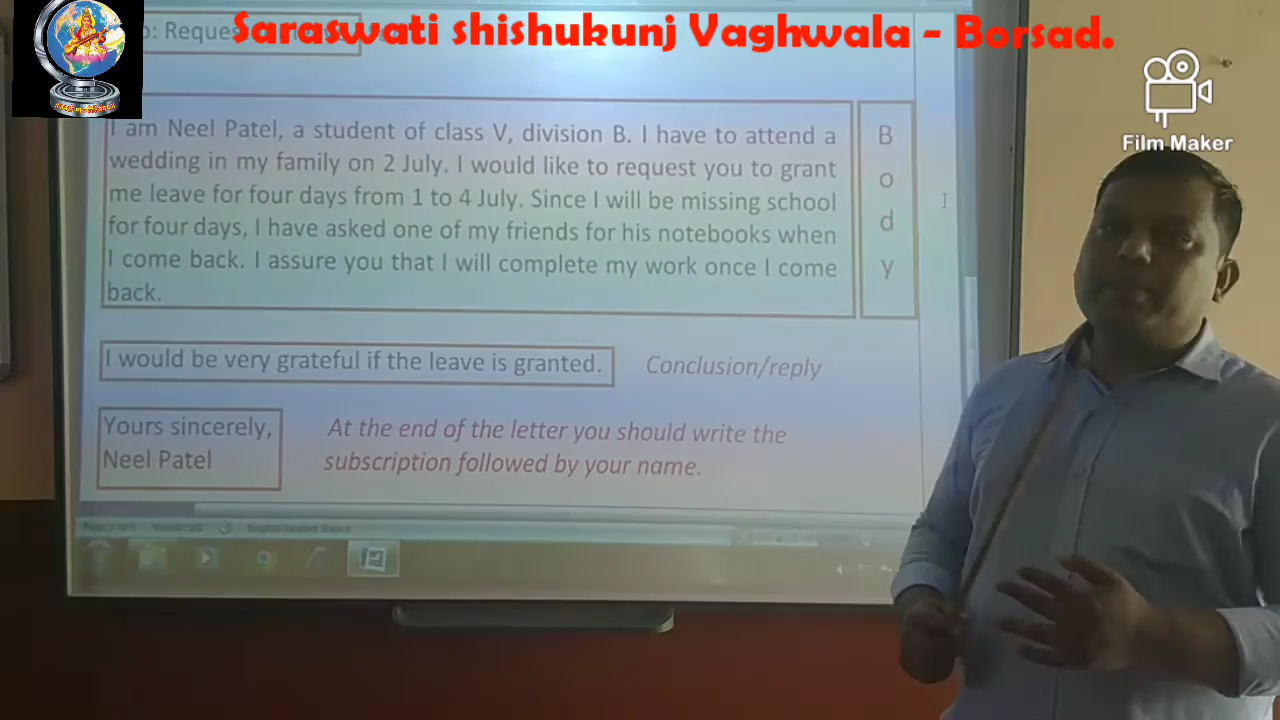 Saraswati shishukunj Vaghwala - Borsad.
Film Maker
I am Neel Patel, a student of class V, division B. I have to attend a
wedding in my family on 2 July. I would like to request you to grant
me leave for four days from 1 to 4 July. Since I will be missing school
for four days, I have asked one of my friends for his notebooks when
I come back. I assure you that I will complete my work once I come
back.
B
o
d
y
I would be very grateful if the leave is granted.
Conclusion/reply
Yours sincerely,
Neel Patel
At the end of the letter you should write the
subscription followed by your name.